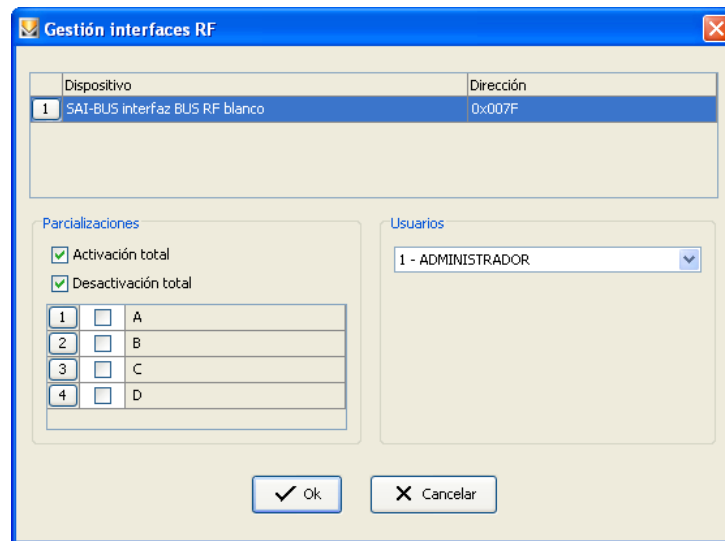 Gestión interfaces RF
Dispositivo Dirección
1 SAI-BUS interfaz BUS RF blanco 0x007F
Parcializaciones
Activación total
Desactivación total
1 A
2 B
3 C
4 D
Usuarios
1 - ADMINISTRADOR
Ok Cancelar